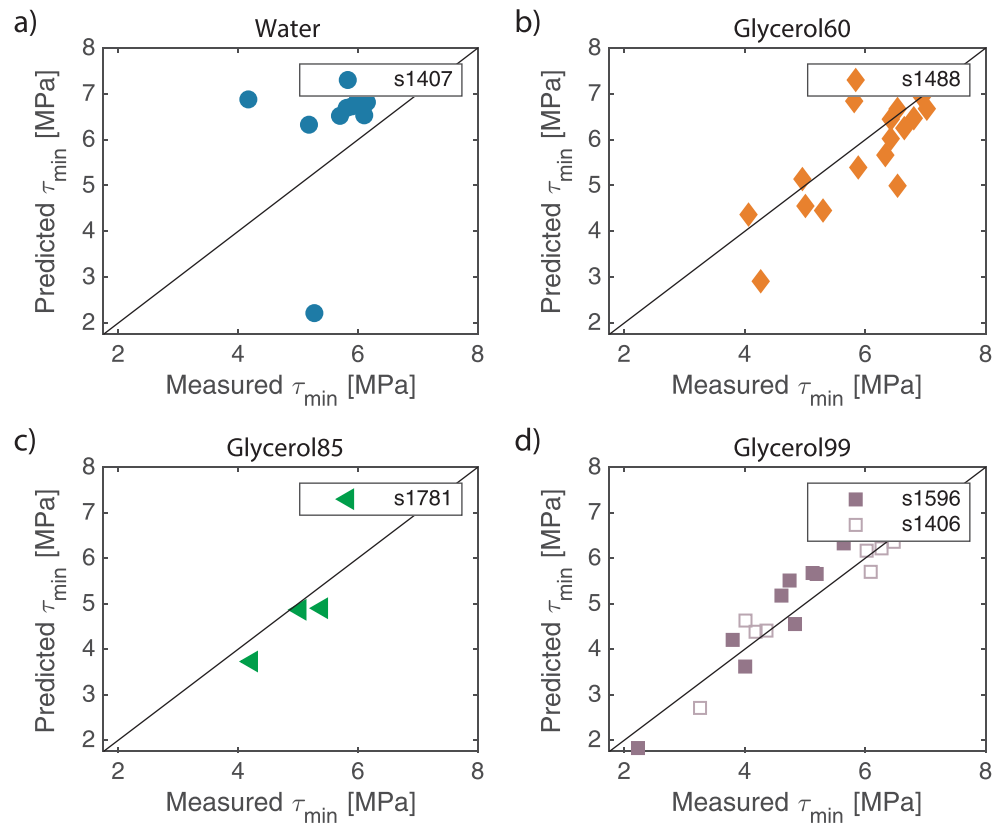 a)
Water
8
7
6
5
4
3
2
2 4 6 8
Predicted τmin [MPa]
Measured τmin [MPa]
s1407
b)
Glycerol60
8
7
6
5
4
3
2
2 4 6 8
Predicted τmin [MPa]
Measured τmin [MPa]
s1488
c)
Glycerol85
8
7
6
5
4
3
2
2 4 6 8
Predicted τmin [MPa]
Measured τmin [MPa]
s1781
d)
Glycerol99
8
7
6
5
4
3
2
2 4 6 8
Predicted τmin [MPa]
Measured τmin [MPa]
s1596
s1406